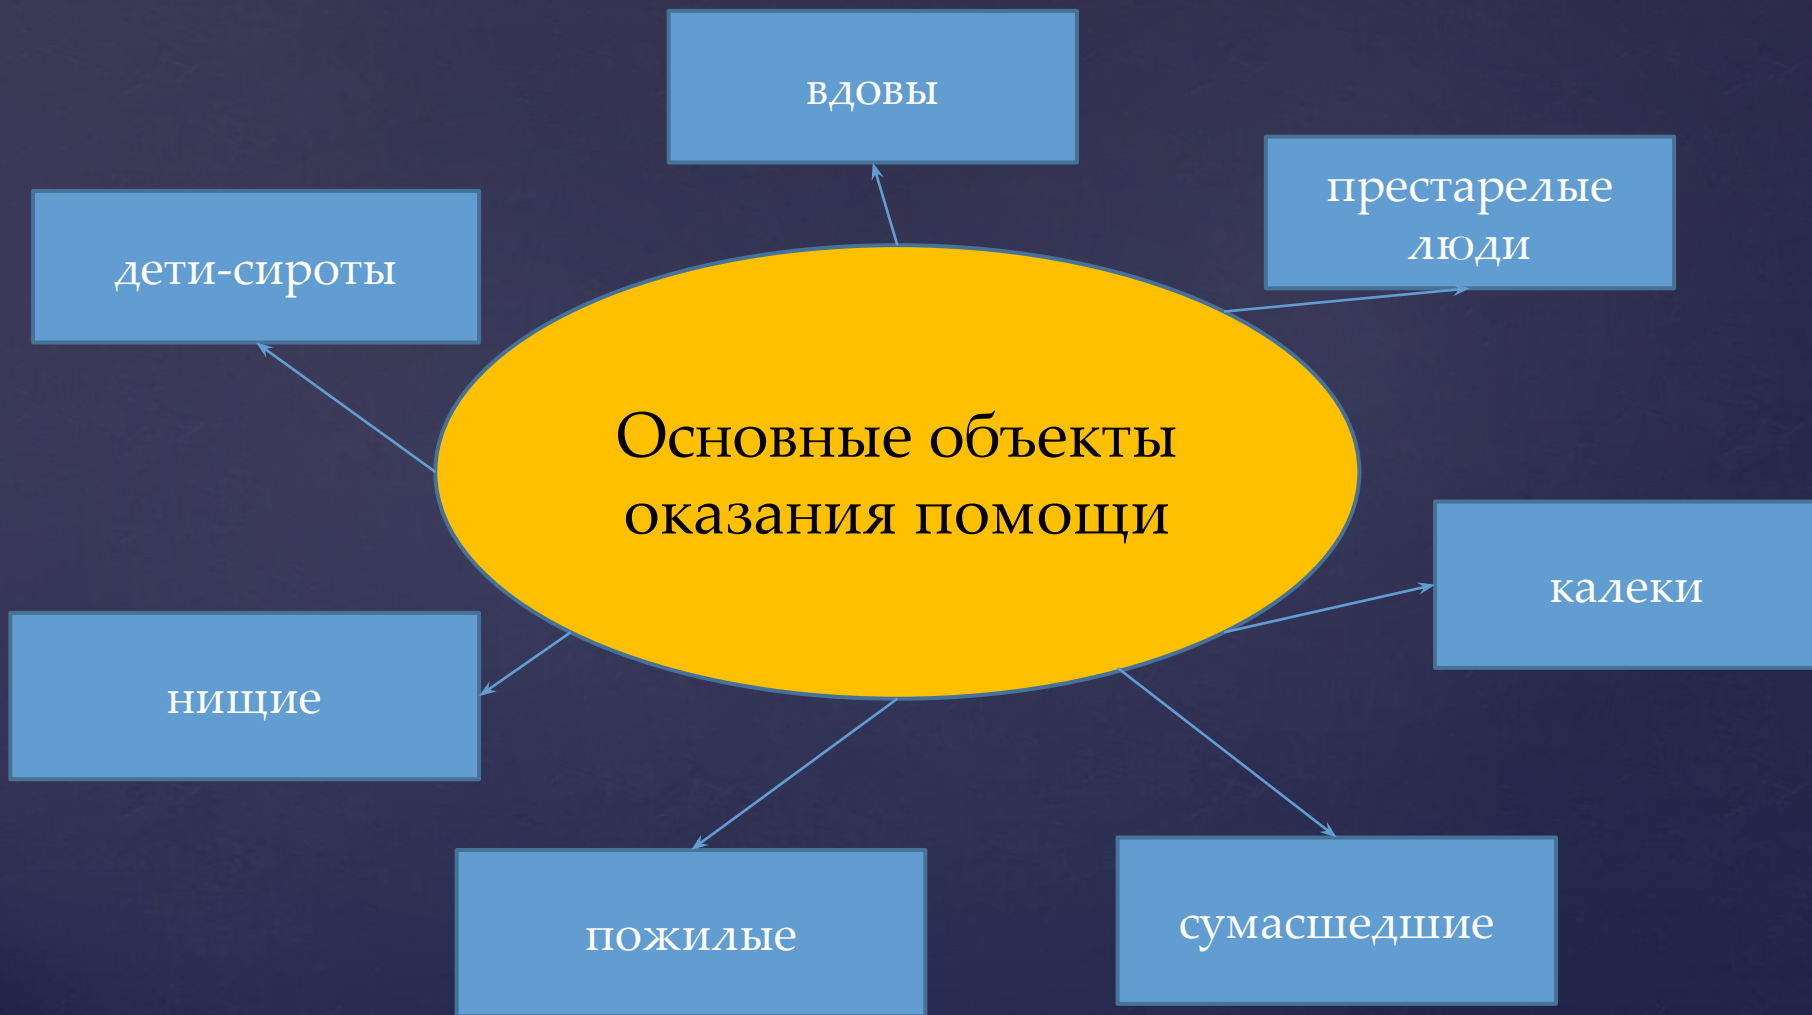 вдовы
престарелые
люди
дети-сироты
Основные объекты
оказания помощи
калеки
нищие
пожилые
сумасшедшие